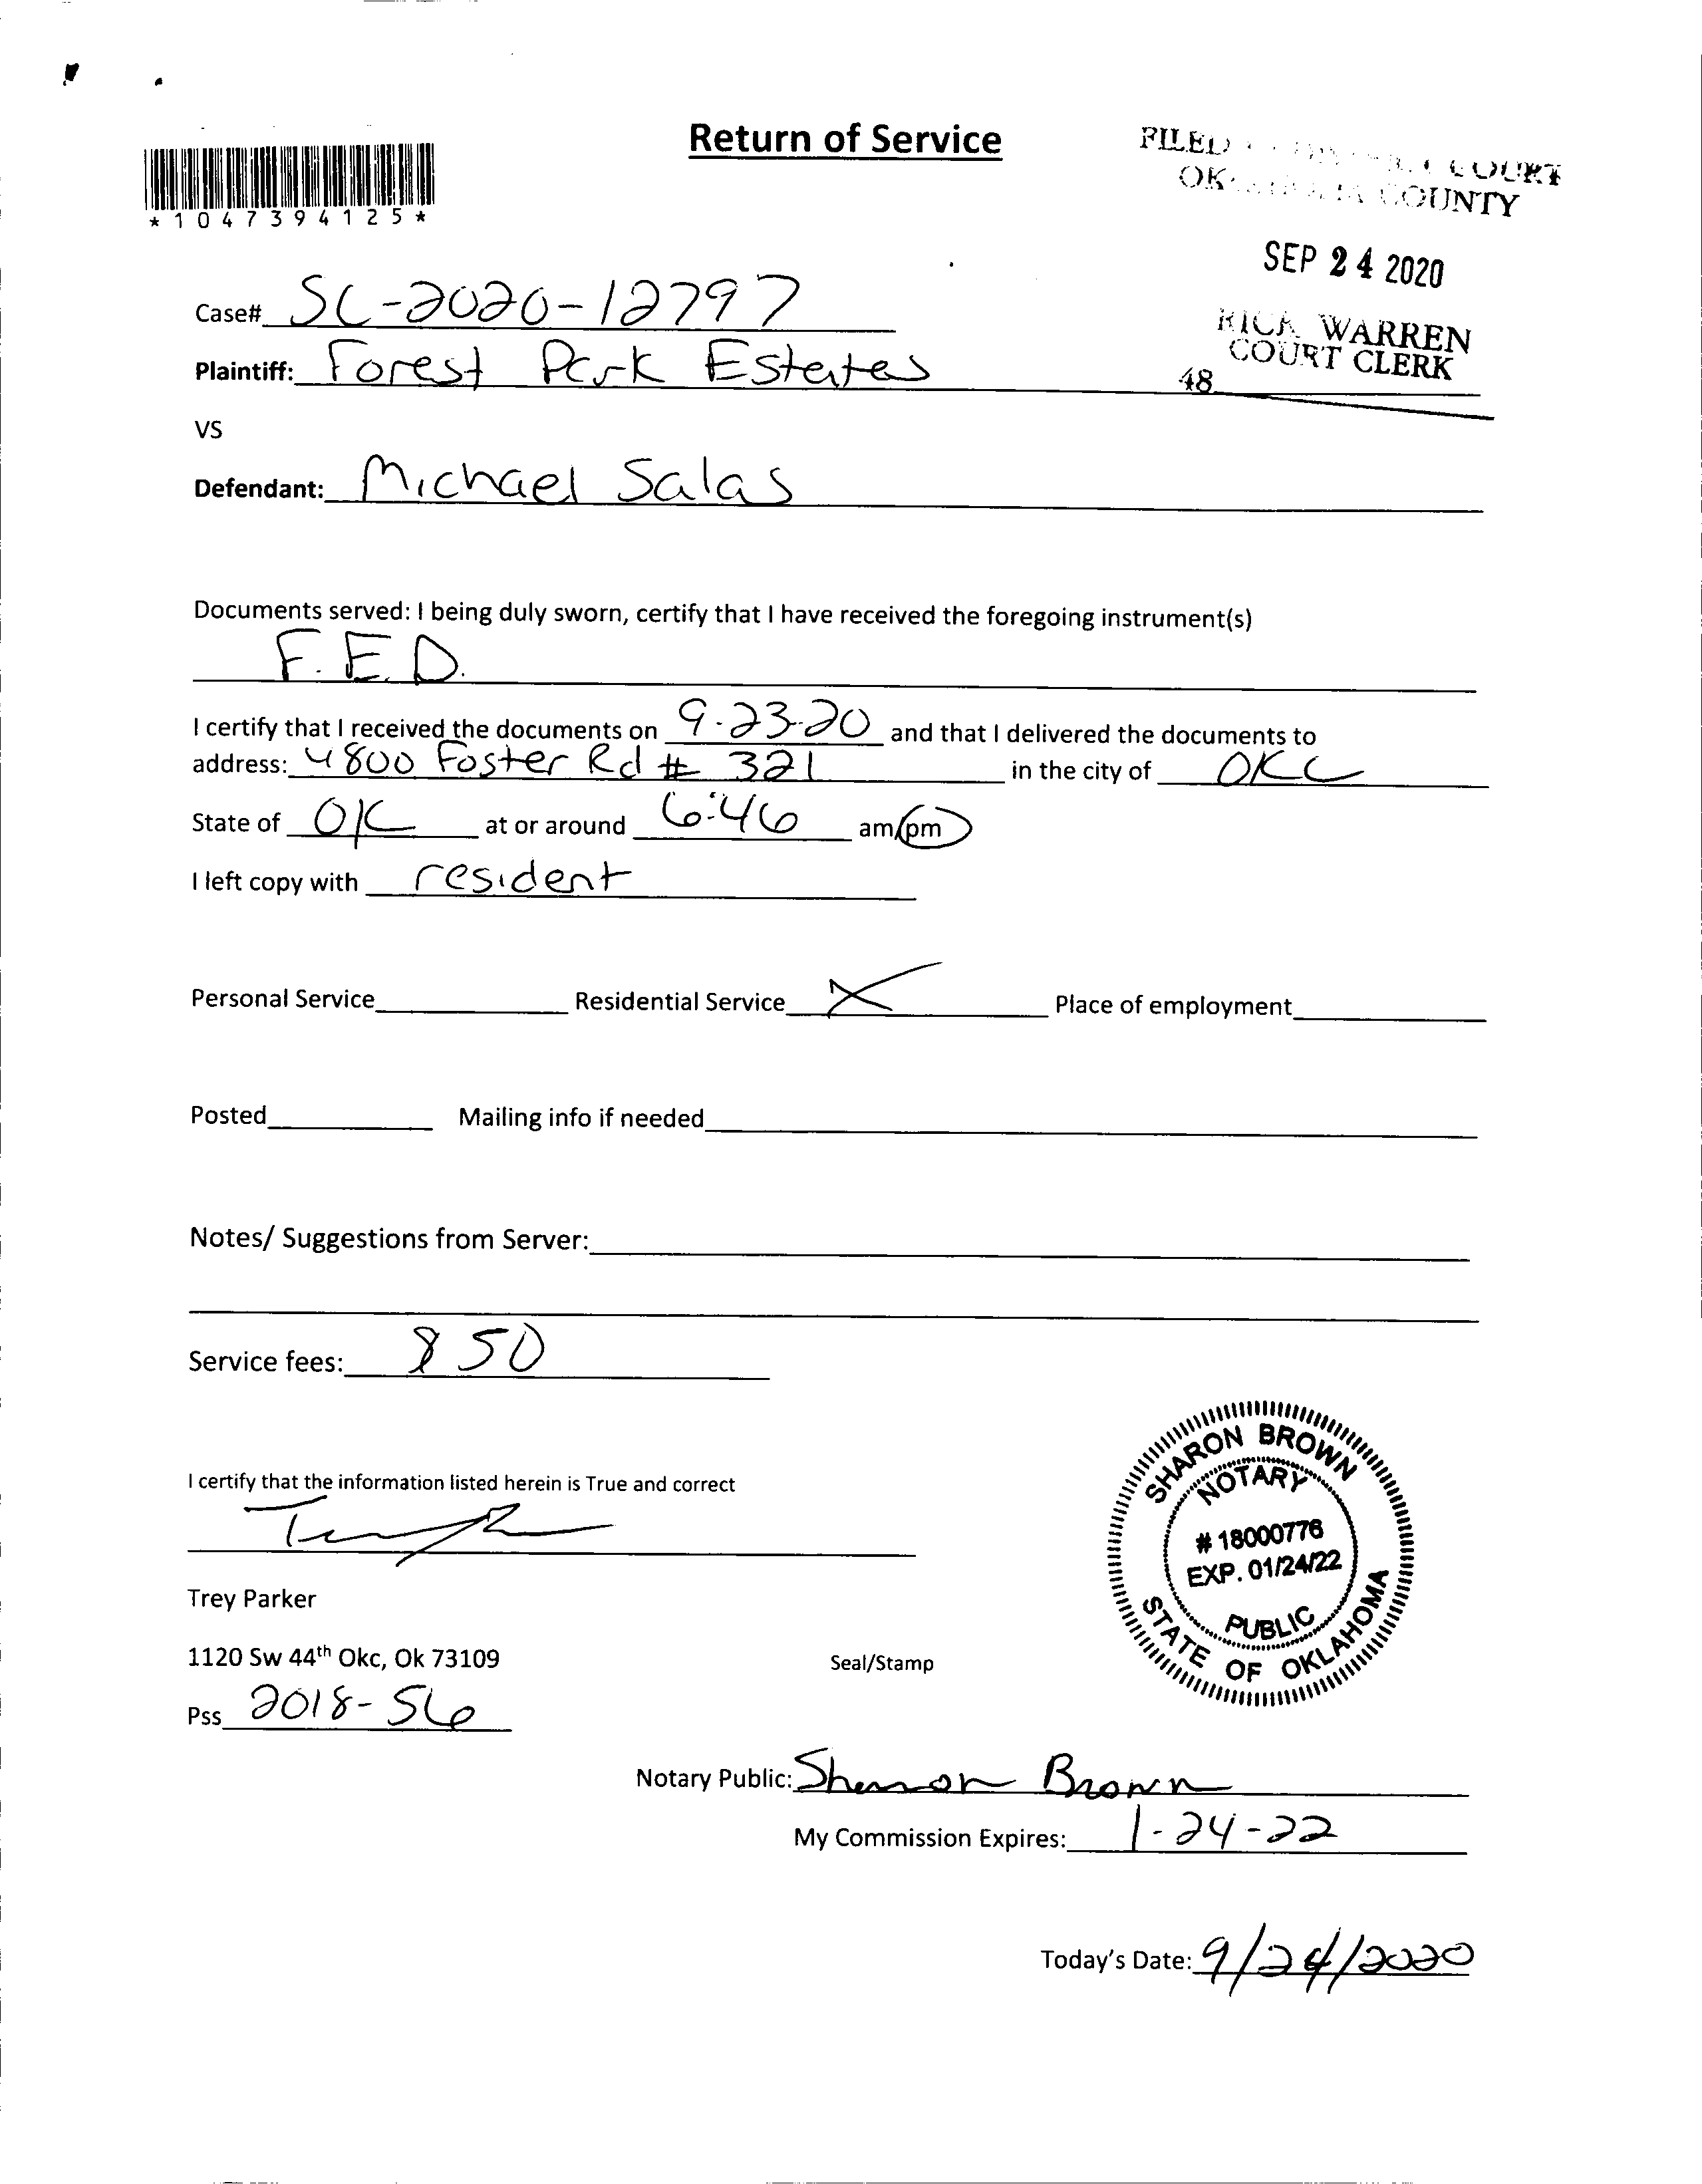 Return of Service
FILED COURT
COUNTY
*1047394125*
SEP 24 2020
RICK WARREN
COURT CLERK
48
Case# SC-2020-12797
Plaintiff: Forest Park Estates
VS
Defendant: Michael Salas
Documents served: I being duly sworn, certify that I have received the foregoing instrument(s)
F.E.D.
I certify that I received the documents on 9-23-20 and that I delivered the documents to
address: 4800 Foster Rd # 321 in the city of OKC
State of OK at or around 6:46 am/pm
I left copy with resident
Personal Service Residential Service X Place of employment
Posted Mailing info if needed
Notes/ Suggestions from Server:
Service fees: $50
I certify that the information listed herein is True and correct
Trey Parker
1120 Sw 44th Okc, Ok 73109
Seal/Stamp
Pss 2018-56
SHARON BROWN
NOTARY
# 18000776
EXP. 01/24/22
PUBLIC
STATE OF OKLAHOMA
Notary Public: Sharon Brown
My Commission Expires: 1-24-22
Today's Date: 9/24/2020